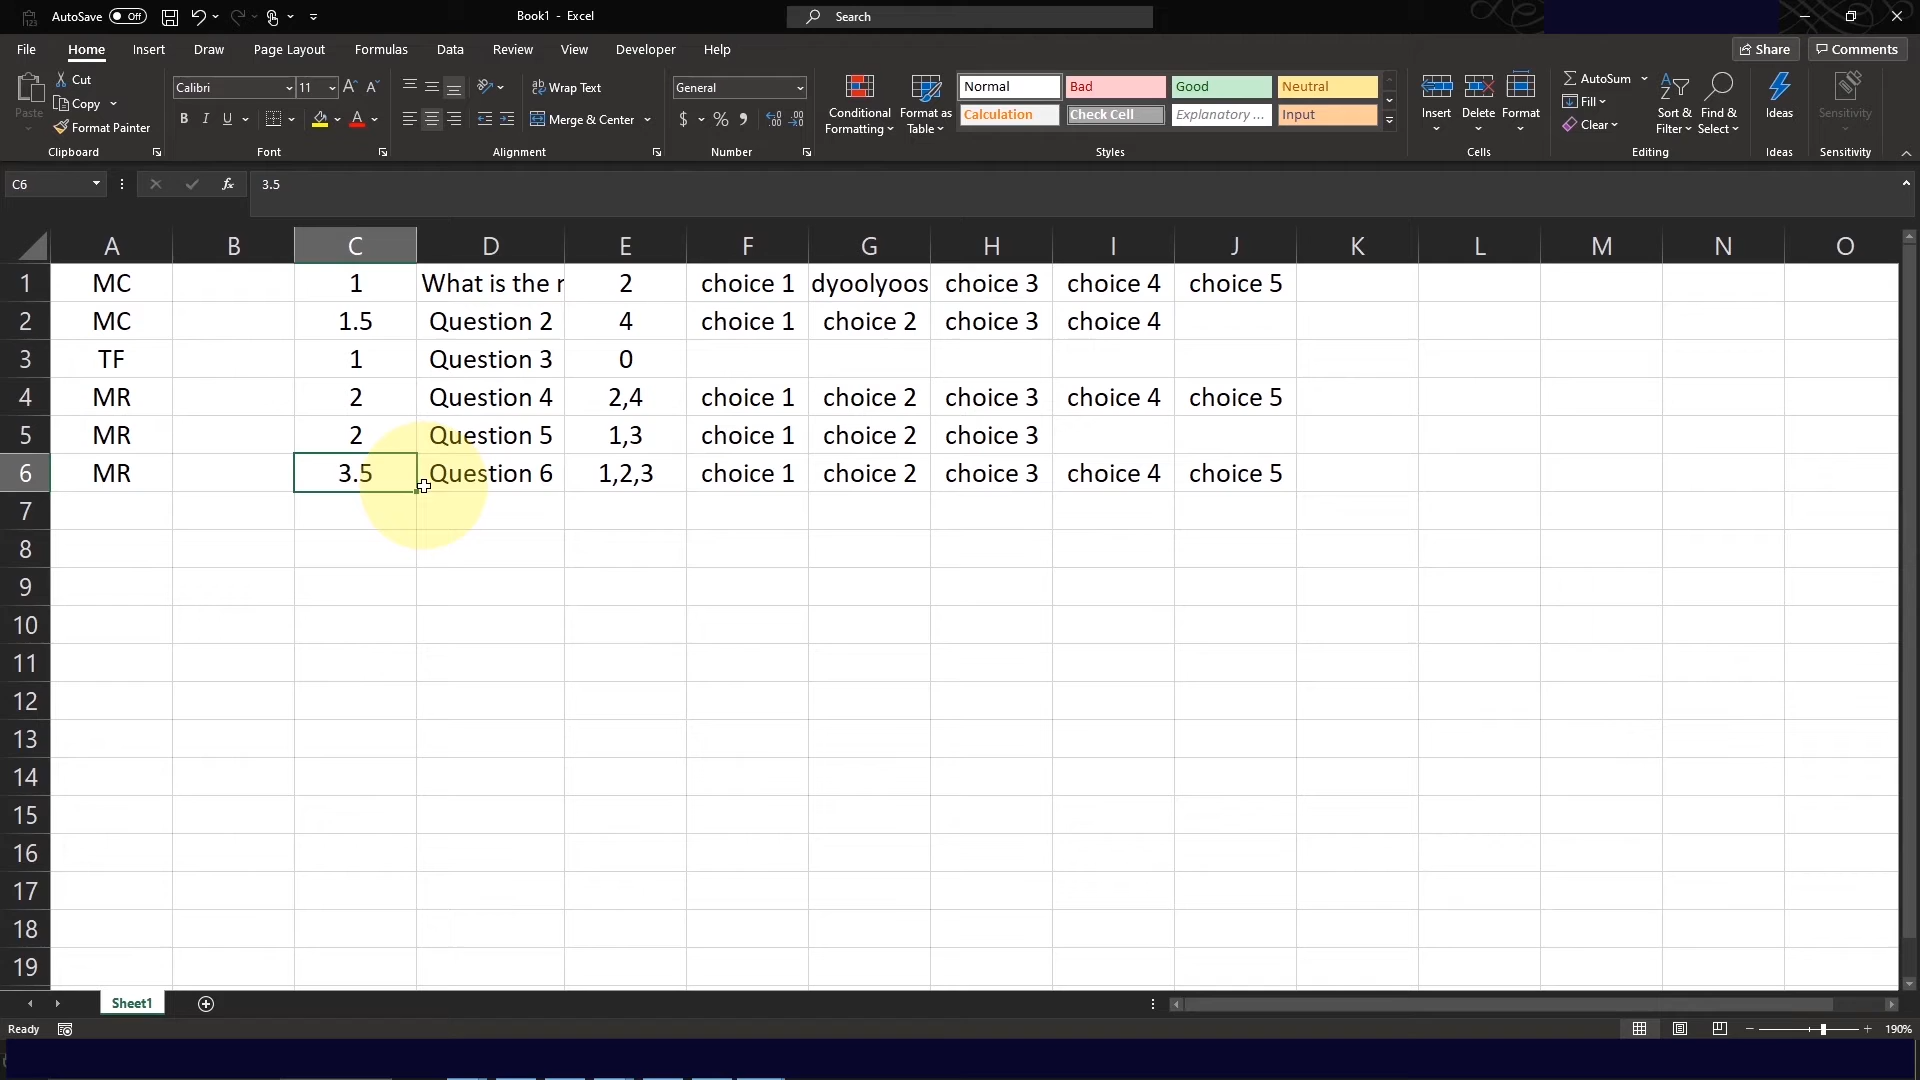 AutoSave Off Book1 - Excel Search
File Home Insert Draw Page Layout Formulas Data Review View Developer Help Share Comments
Paste Cut Copy Format Painter Clipboard
Calibri 11 B I U Font
Wrap Text Merge & Center Alignment
General $ % Number
Conditional Formatting Format as Table Normal Bad Good Neutral
Calculation Check Cell Explanatory ... Input Styles
Insert Delete Format Cells
AutoSum Fill Clear Sort & Filter Find & Select Editing
Ideas Ideas Sensitivity Sensitivity
C6 fx 3.5
A B C D E F G H I J K L M N O
1 MC 1 What is the r 2 choice 1 dyoolyoos choice 3 choice 4 choice 5
2 MC 1.5 Question 2 4 choice 1 choice 2 choice 3 choice 4
3 TF 1 Question 3 0
4 MR 2 Question 4 2,4 choice 1 choice 2 choice 3 choice 4 choice 5
5 MR 2 Question 5 1,3 choice 1 choice 2 choice 3
6 MR 3.5 Question 6 1,2,3 choice 1 choice 2 choice 3 choice 4 choice 5
7
8
9
10
11
12
13
14
15
16
17
18
19
Sheet1
Ready 190%